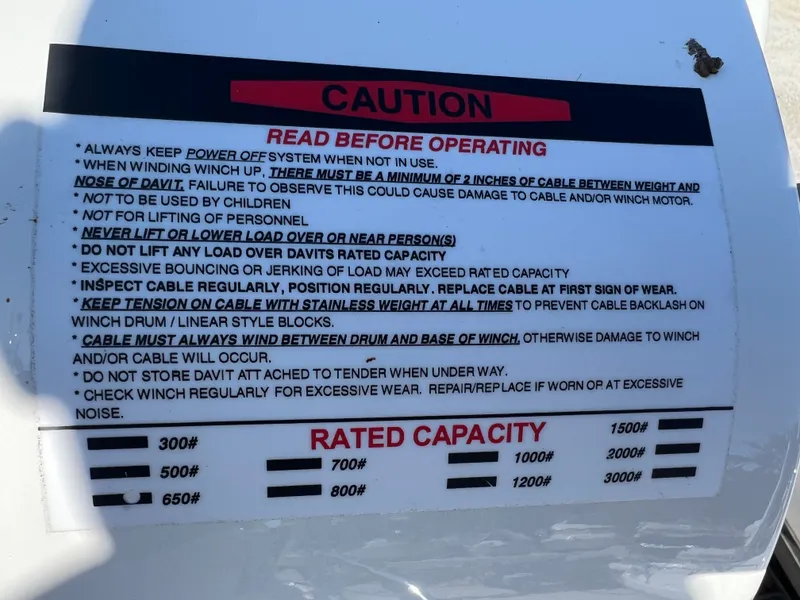 CAUTION
READ BEFORE OPERATING
* ALWAYS KEEP POWER OFF SYSTEM WHEN NOT IN USE.
* WHEN WINDING WINCH UP, THERE MUST BE A MINIMUM OF 2 INCHES OF CABLE BETWEEN WEIGHT AND
NOSE OF DAVIT. FAILURE TO OBSERVE THIS COULD CAUSE DAMAGE TO CABLE AND/OR WINCH MOTOR.
* NOT TO BE USED BY CHILDREN
* NOT FOR LIFTING OF PERSONNEL
* NEVER LIFT OR LOWER LOAD OVER OR NEAR PERSON(S)
* DO NOT LIFT ANY LOAD OVER DAVITS RATED CAPACITY
* EXCESSIVE BOUNCING OR JERKING OF LOAD MAY EXCEED RATED CAPACITY
* INSPECT CABLE REGULARLY, POSITION REGULARLY. REPLACE CABLE AT FIRST SIGN OF WEAR.
* KEEP TENSION ON CABLE WITH STAINLESS WEIGHT AT ALL TIMES TO PREVENT CABLE BACKLASH ON
WINCH DRUM / LINEAR STYLE BLOCKS.
* CABLE MUST ALWAYS WIND BETWEEN DRUM AND BASE OF WINCH, OTHERWISE DAMAGE TO WINCH
AND/OR CABLE WILL OCCUR.
* DO NOT STORE DAVIT ATTACHED TO TENDER WHEN UNDER WAY.
* CHECK WINCH REGULARLY FOR EXCESSIVE WEAR. REPAIR/REPLACE IF WORN OR AT EXCESSIVE
NOISE.
RATED CAPACITY
300#
500#
650#
700#
800#
1000#
1200#
1500#
2000#
3000#